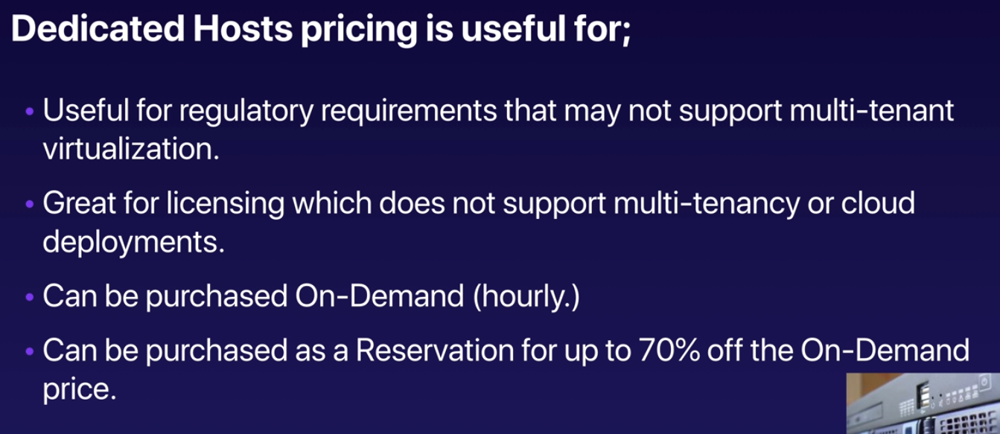 Dedicated Hosts pricing is useful for;
• Useful for regulatory requirements that may not support multi-tenant
virtualization.
• Great for licensing which does not support multi-tenancy or cloud
deployments.
• Can be purchased On-Demand (hourly.)
• Can be purchased as a Reservation for up to 70% off the On-Demand
price.